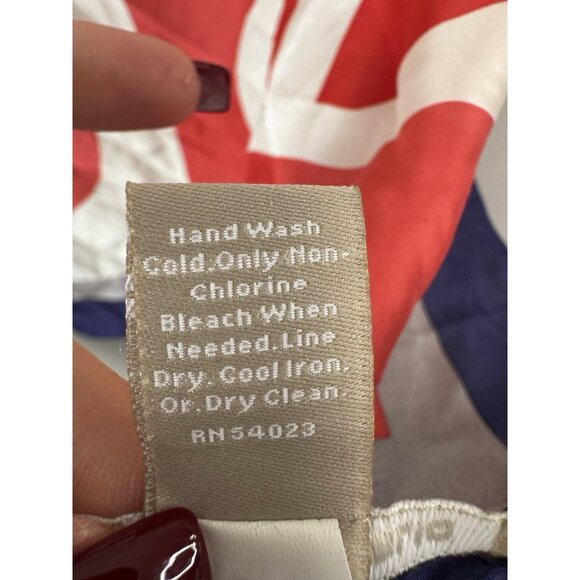 Hand Wash
Cold.Only Non-
Chlorine
Bleach When
Needed.Line
Dry. Cool Iron.
Or. Dry Clean.
RN54023